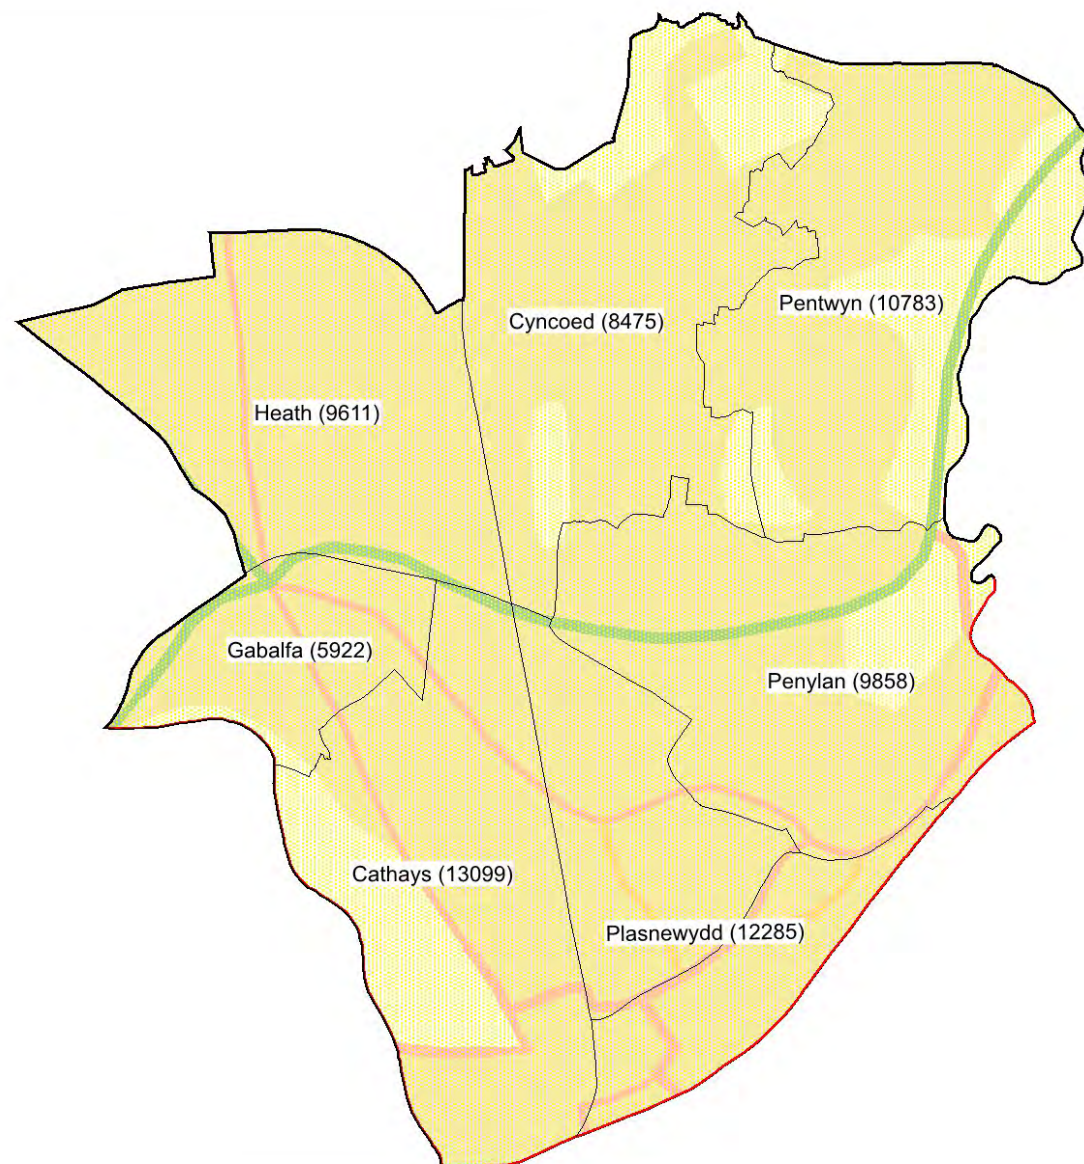 Pentwyn (10783)
Cyncoed (8475)
Heath (9611)
Gabalfa (5922)
Penylan (9858)
Cathays (13099)
Plasnewydd (12285)